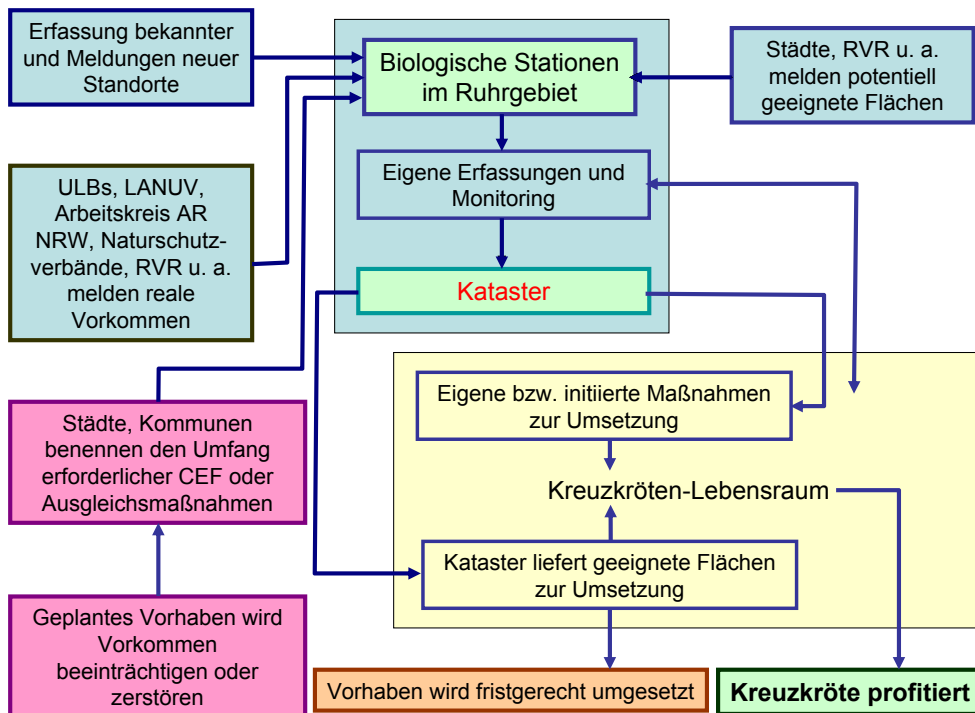 Erfassung bekannter
und Meldungen neuer
Standorte
Biologische Stationen
im Ruhrgebiet
Städte, RVR u. a.
melden potentiell
geeignete Flächen
ULBs, LANUV,
Arbeitskreis AR
NRW, Naturschutz-
verbände, RVR u. a.
melden reale
Vorkommen
Eigene Erfassungen und
Monitoring
Kataster
Städte, Kommunen
benennen den Umfang
erforderlicher CEF oder
Ausgleichsmaßnahmen
Eigene bzw. initiierte Maßnahmen
zur Umsetzung
Kreuzkröten-Lebensraum
Kataster liefert geeignete Flächen
zur Umsetzung
Geplantes Vorhaben wird
Vorkommen
beeinträchtigen oder
zerstören
Vorhaben wird fristgerecht umgesetzt
Kreuzkröte profitiert